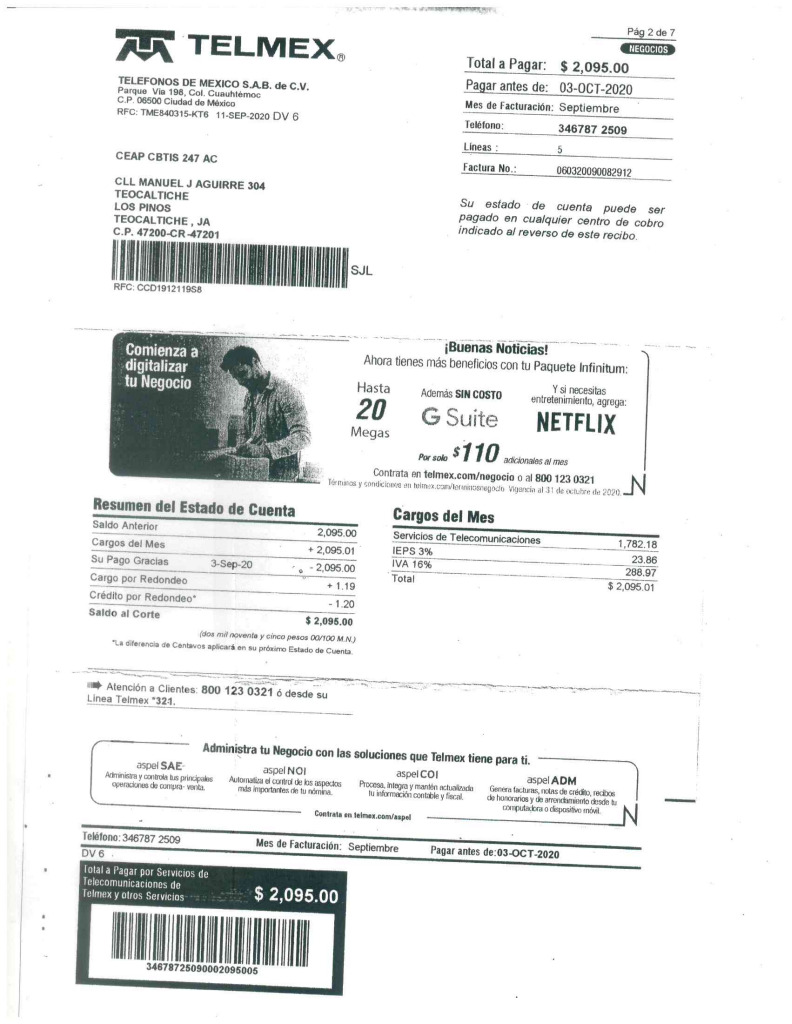 Pág 2 de 7
NEGOCIOS
TELMEX®
TELEFONOS DE MEXICO S.A.B. de C.V.
Parque Vía 198, Col. Cuauhtémoc
C.P. 06500 Ciudad de México
RFC: TME840315-KT6 11-SEP-2020 DV 6
Total a Pagar: $ 2,095.00
Pagar antes de: 03-OCT-2020
Mes de Facturación: Septiembre
Teléfono: 346787 2509
Líneas : 5
Factura No.: 060320090082912
CEAP CBTIS 247 AC
CLL MANUEL J AGUIRRE 304
TEOCALTICHE
LOS PINOS
TEOCALTICHE , JA
C.P. 47200-CR-47201
SJL
RFC: CCD1912119S8
Su estado de cuenta puede ser
pagado en cualquier centro de cobro
indicado al reverso de este recibo.
Comienza a
digitalizar
tu Negocio
¡Buenas Noticias!
Ahora tienes más beneficios con tu Paquete Infinitum:
Hasta
20
Megas
Además SIN COSTO
G Suite
Y si necesitas
entretenimiento, agrega:
NETFLIX
Por solo $110 adicionales al mes
Contrata en telmex.com/negocio o al 800 123 0321
Términos y condiciones en telmex.com/terminosnegocio Vigencia al 31 de octubre de 2020.
N
Resumen del Estado de Cuenta
Saldo Anterior 2,095.00
Cargos del Mes + 2,095.01
Su Pago Gracias 3-Sep-20 - 2,095.00
Cargo por Redondeo + 1.19
Crédito por Redondeo* - 1.20
Saldo al Corte $ 2,095.00
(dos mil noventa y cinco pesos 00/100 M.N.)
*La diferencia de Centavos aplicará en su próximo Estado de Cuenta.
Cargos del Mes
Servicios de Telecomunicaciones 1,782.18
IEPS 3% 23.86
IVA 16% 288.97
Total $ 2,095.01
Atención a Clientes: 800 123 0321 ó desde su
Línea Telmex *321.
Administra tu Negocio con las soluciones que Telmex tiene para ti.
aspel SAE
Administra y controla tus principales
operaciones de compra- venta.
aspel NOI
Automatiza el control de los aspectos
más importantes de tu nómina.
aspel COI
Procesa, integra y mantén actualizada
tu información contable y fiscal.
aspel ADM
Genera facturas, notas de crédito, recibos
de honorarios y de arrendamiento desde tu
computadora o dispositivo móvil.
Contrata en telmex.com/aspel
N
Teléfono: 346787 2509 Mes de Facturación: Septiembre Pagar antes de:03-OCT-2020
DV 6
Total a Pagar por Servicios de
Telecomunicaciones de
Telmex y otros Servicios $ 2,095.00
34678725090002095005